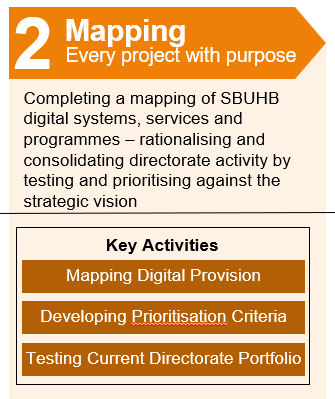 2 Mapping
Every project with purpose
Completing a mapping of SBUHB
digital systems, services and
programmes – rationalising and
consolidating directorate activity by
testing and prioritising against the
strategic vision
Key Activities
Mapping Digital Provision
Developing Prioritisation Criteria
Testing Current Directorate Portfolio